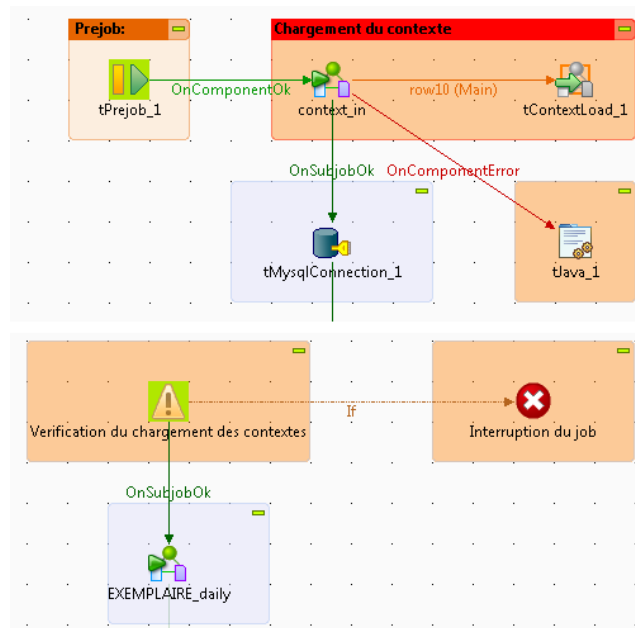 Prejob:
Chargement du contexte
OnComponentOk
row10 (Main)
tPrejob_1
context_in
tContextLoad_1
OnSubjobOk
OnComponentError
tMysqlConnection_1
tJava_1
If
Verification du chargement des contextes
Interruption du job
OnSubjobOk
EXEMPLAIRE_daily